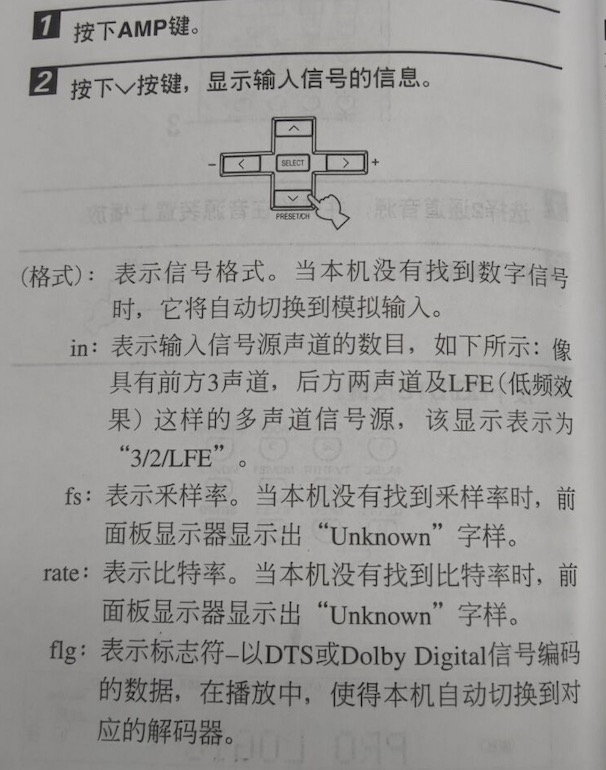 1 按下AMP键。
2 按下﹀按键，显示输入信号的信息。
SELECT
- +
PRESET/CH
(格式)：表示信号格式。当本机没有找到数字信号
时，它将自动切换到模拟输入。
in：表示输入信号源声道的数目，如下所示：像
具有前方3声道，后方两声道及LFE（低频效
果）这样的多声道信号源，该显示表示为
“3/2/LFE”。
fs：表示采样率。当本机没有找到采样率时，前
面板显示器显示出“Unknown”字样。
rate：表示比特率。当本机没有找到比特率时，前
面板显示器显示出“Unknown”字样。
flg：表示标志符–以DTS或Dolby Digital信号编码
的数据，在播放中，使得本机自动切换到对
应的解码器。
选择2通道音源
PRO LOGIC